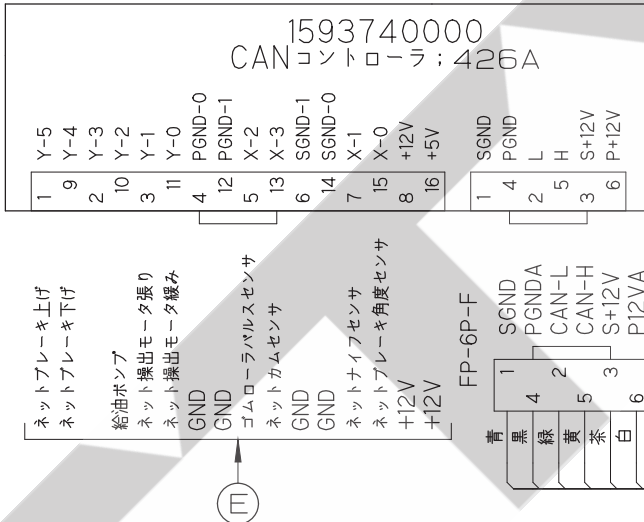 1593740000
CANコントローラ；426A
Y-5
Y-4
Y-3
Y-2
Y-1
Y-0
PGND-0
PGND-1
X-2
X-3
SGND-1
SGND-0
X-1
X-0
+12V
+5V
1
9
2
10
3
11
4
12
5
13
6
14
7
15
8
16
SGND
PGND
L
H
S+12V
P+12V
1
4
2
5
3
6
ネットブレーキ上げ
ネットブレーキ下げ
給油ポンプ
ネット操出モータ張り
ネット操出モータ緩み
GND
GND
ゴムローラパルスセンサ
ネットカムセンサ
GND
GND
ネットナイフセンサ
ネットブレーキ角度センサ
+12V
+12V
E
FP-6P-F
SGND
PGNDA
CAN-L
CAN-H
S+12V
P12VA
1
4
2
5
3
6
青
黒
緑
黄
茶
白